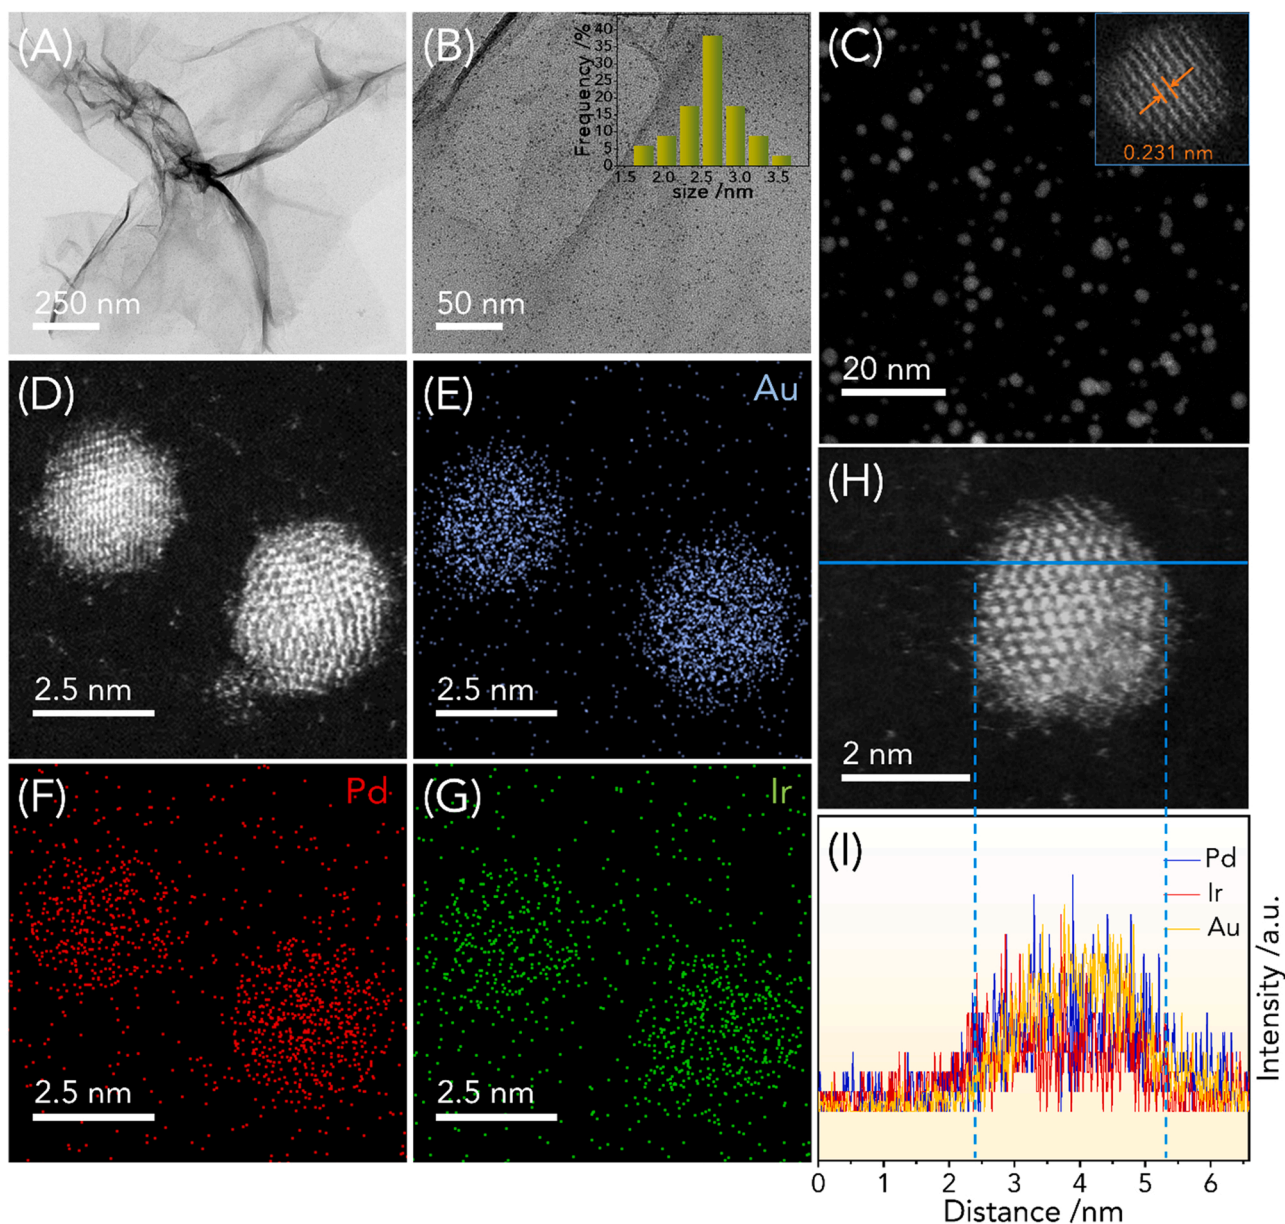 (A)
250 nm
(B)
Frequency /%
40
35
30
25
20
15
10
5
0
1.5 2.0 2.5 3.0 3.5
size /nm
50 nm
(C)
0.231 nm
20 nm
(D)
2.5 nm
(E)
Au
2.5 nm
(F)
Pd
2.5 nm
(G)
Ir
2.5 nm
(H)
2 nm
(I)
Pd
Ir
Au
Intensity /a.u.
0 1 2 3 4 5 6
Distance /nm